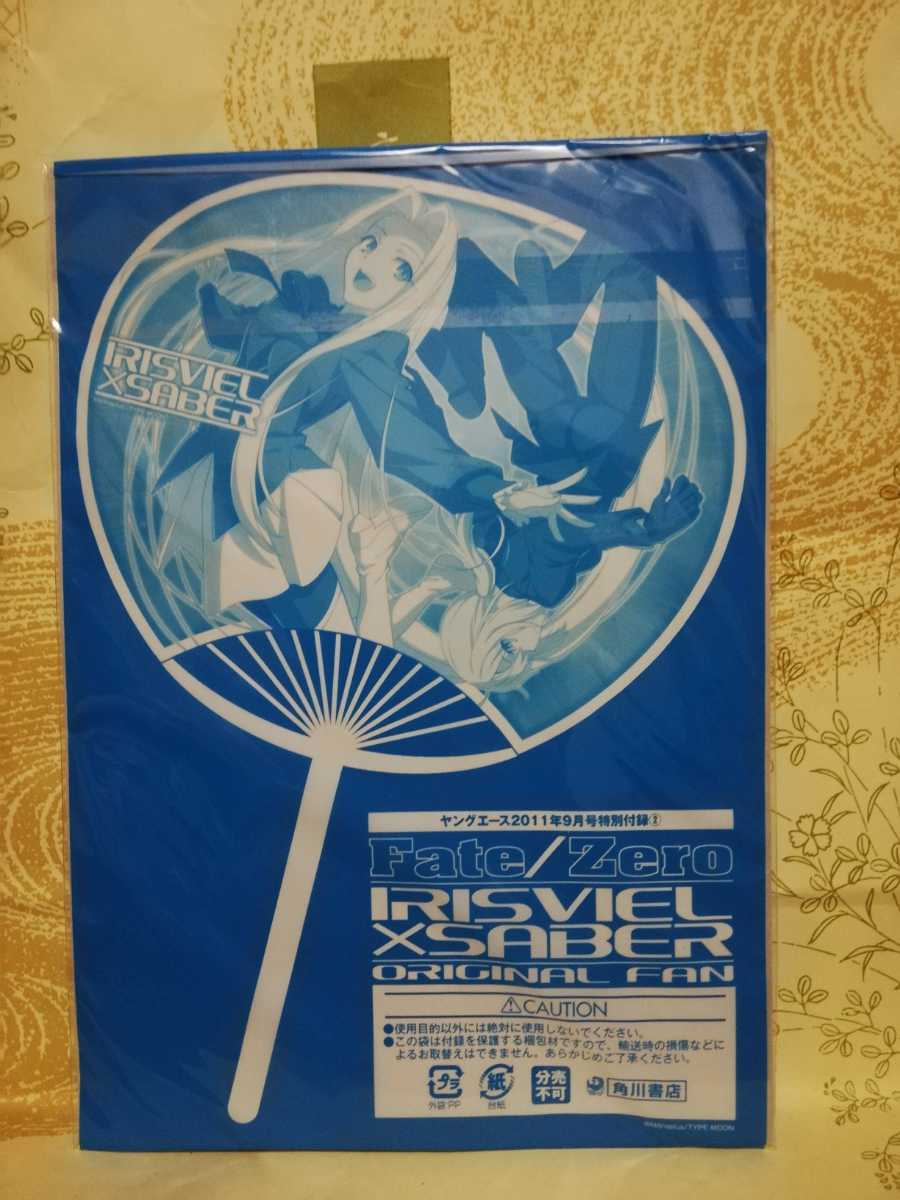 IRISVIEL
×SABER
ヤングエース2011年9月号特別付録②
Fate/Zero
IRISVIEL
×SABER
ORIGINAL FAN
⚠CAUTION
●使用目的以外には絶対に使用しないでください。
●この袋は付録を保護する梱包材ですので、輸送時の損傷などに
よるお取替えはできません。あらかじめご了承ください。
プラ 紙 分売不可 角川書店
外袋PP 台紙